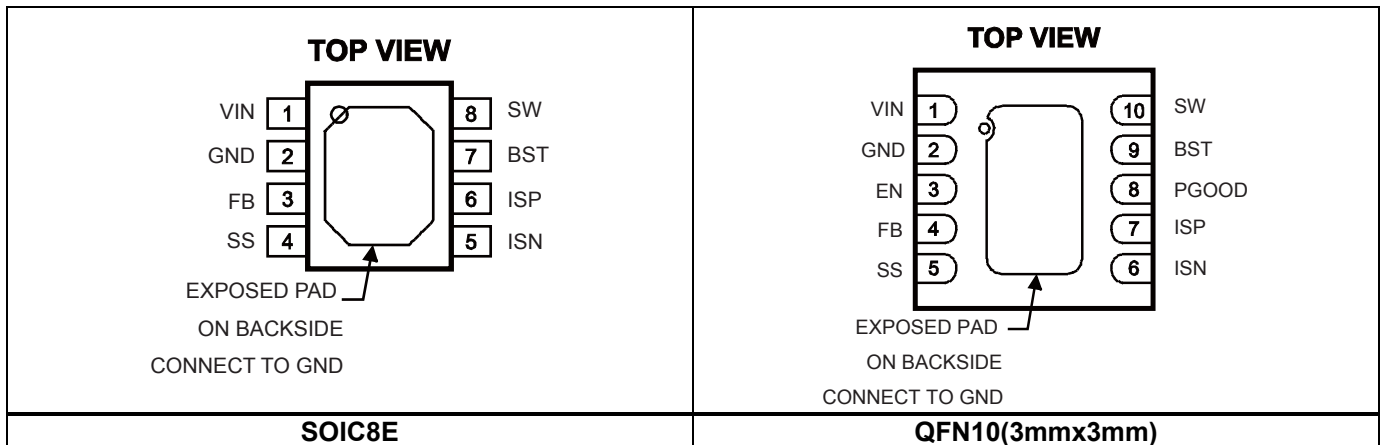 TOP VIEW
VIN 1 8 SW
GND 2 7 BST
FB 3 6 ISP
SS 4 5 ISN
EXPOSED PAD
ON BACKSIDE
CONNECT TO GND
SOIC8E
TOP VIEW
VIN 1 10 SW
GND 2 9 BST
EN 3 8 PGOOD
FB 4 7 ISP
SS 5 6 ISN
EXPOSED PAD
ON BACKSIDE
CONNECT TO GND
QFN10(3mmx3mm)